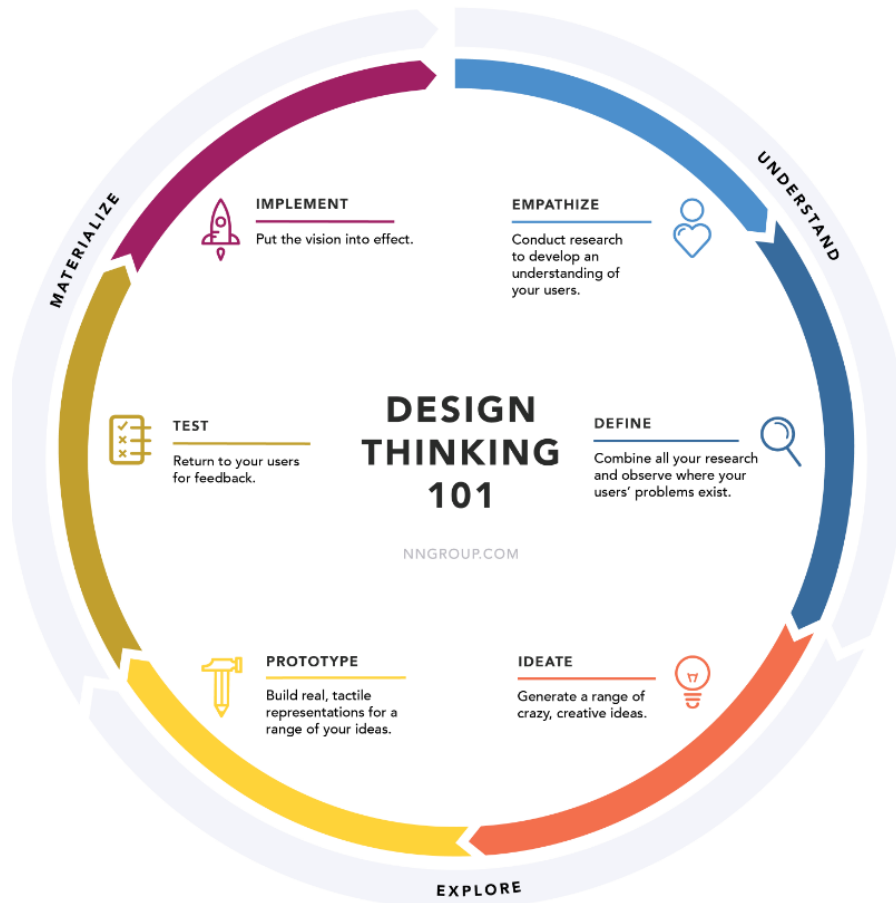 DESIGN
THINKING
101
NNGROUP.COM
UNDERSTAND
EMPATHIZE
Conduct research
to develop an
understanding of
your users.
DEFINE
Combine all your research
and observe where your
users’ problems exist.
EXPLORE
IDEATE
Generate a range of
crazy, creative ideas.
PROTOTYPE
Build real, tactile
representations for a
range of your ideas.
MATERIALIZE
TEST
Return to your users
for feedback.
IMPLEMENT
Put the vision into effect.